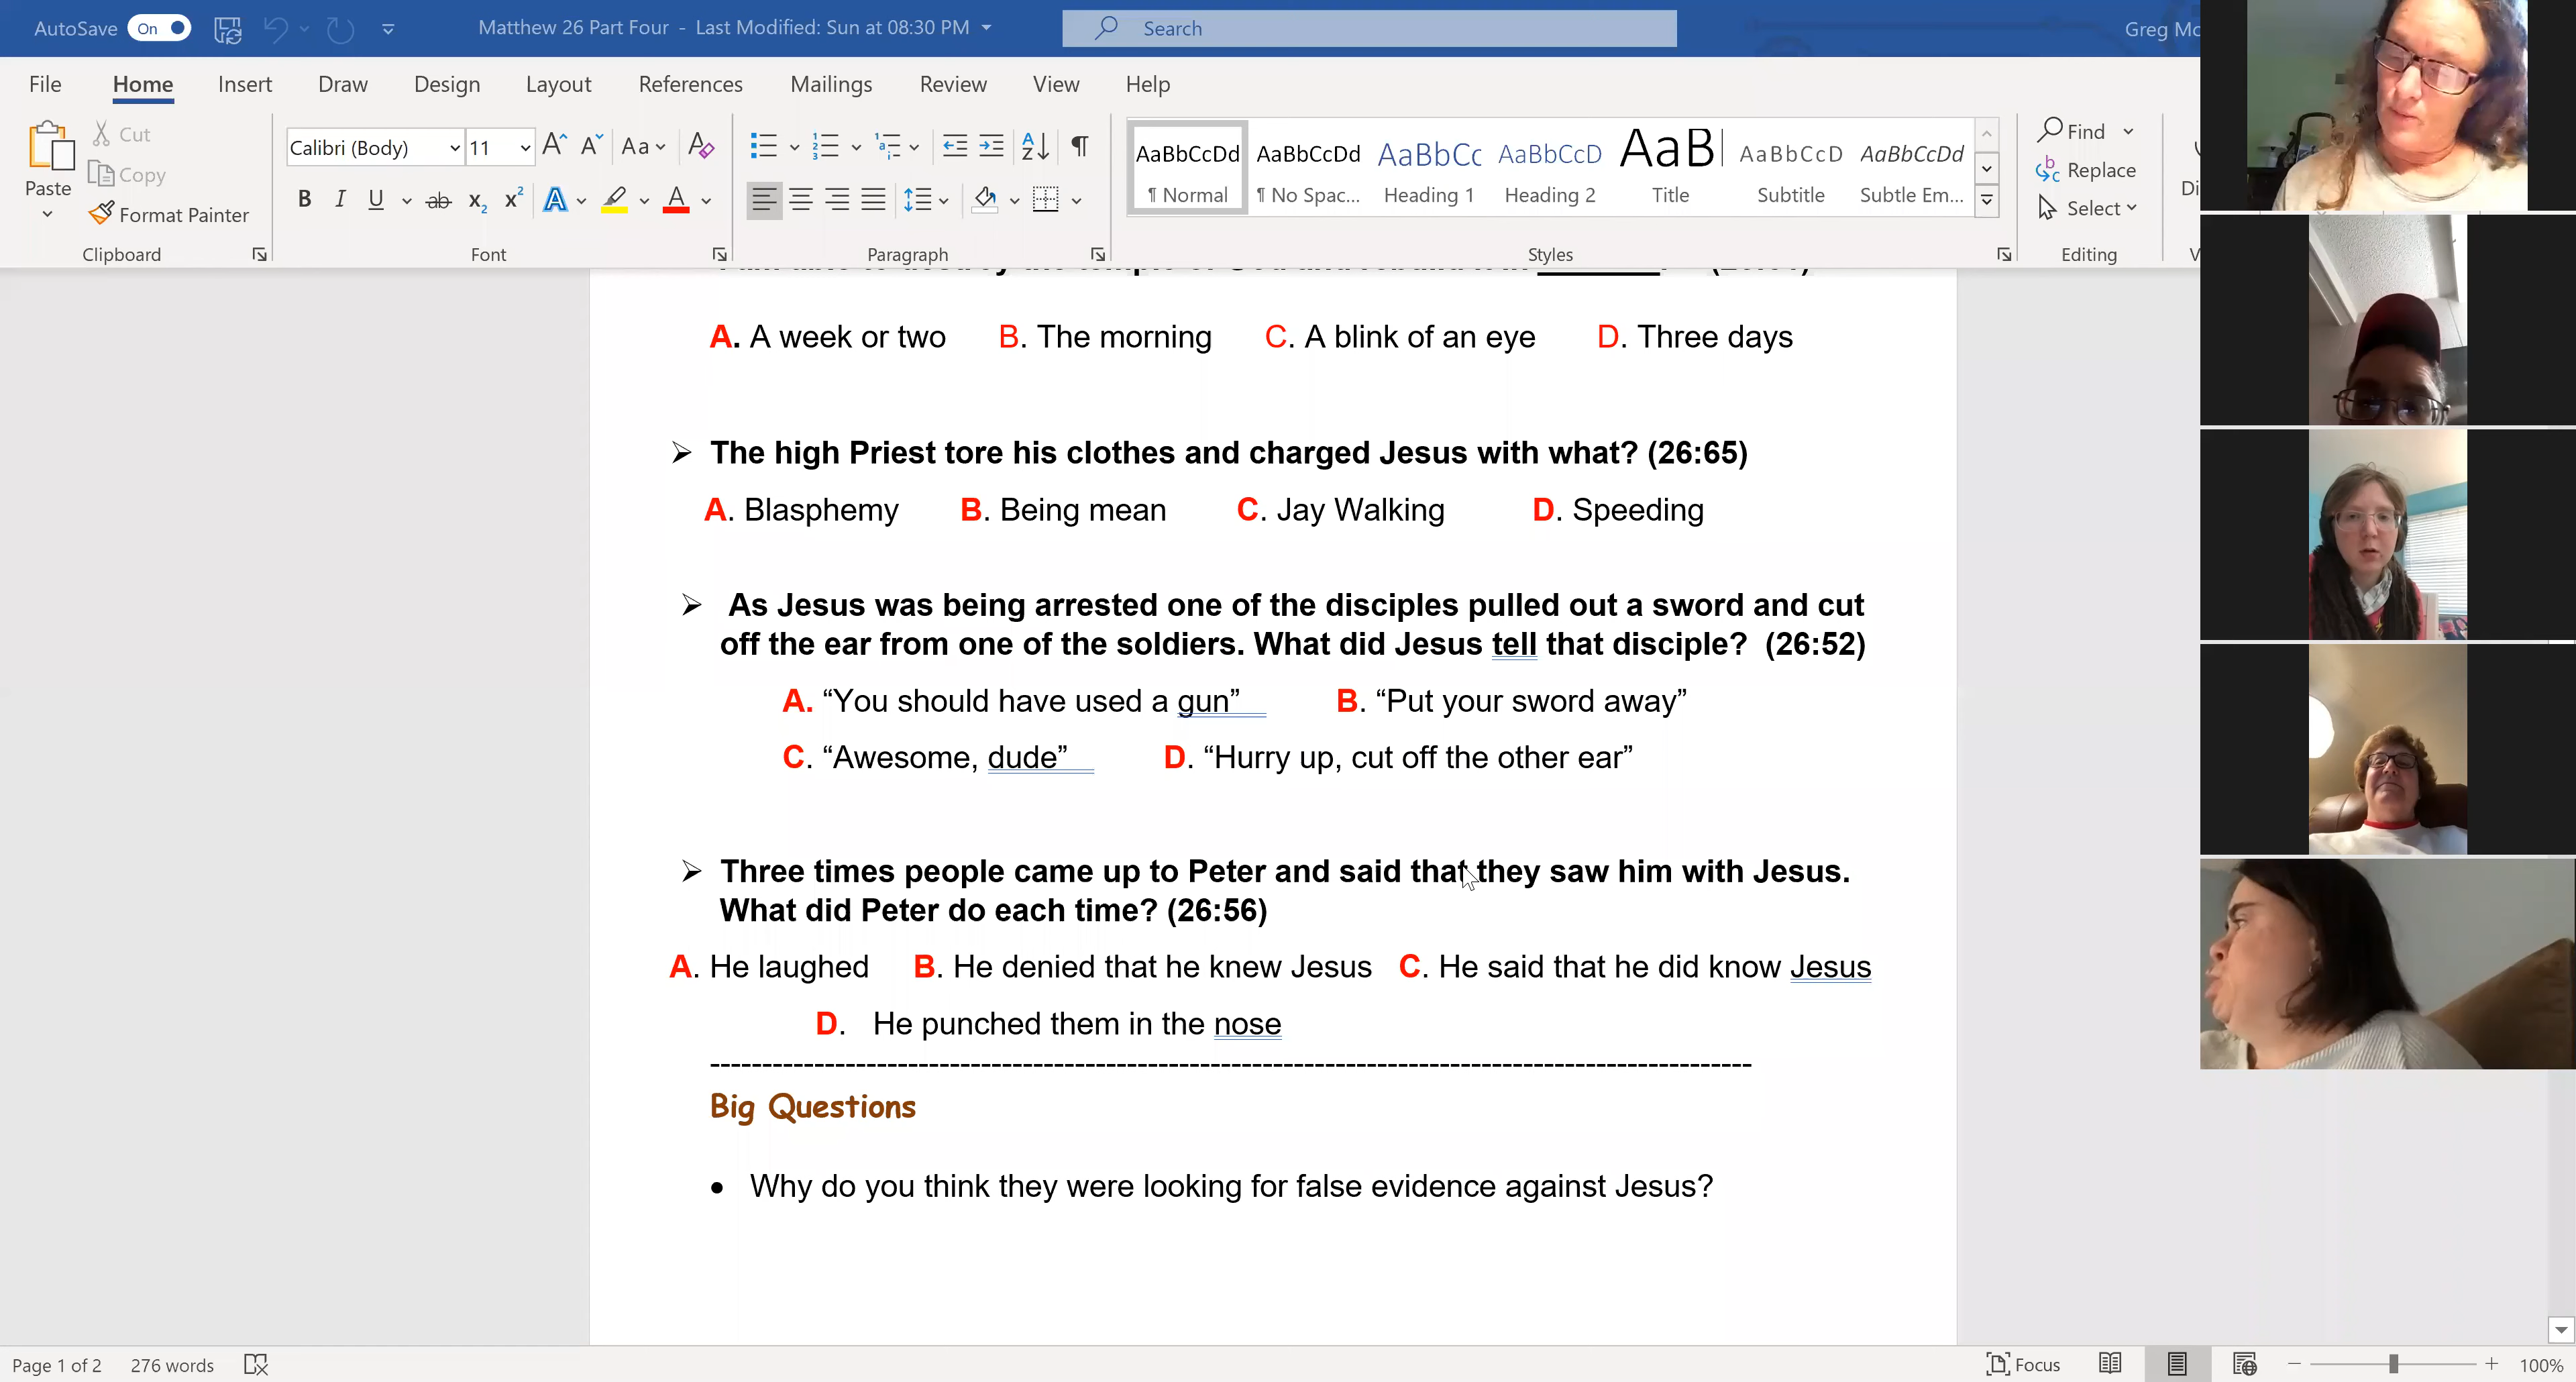 AutoSave On Matthew 26 Part Four - Last Modified: Sun at 08:30 PM Search Greg Mc
File Home Insert Draw Design Layout References Mailings Review View Help
Paste Cut Copy Format Painter Clipboard
Calibri (Body) 11 Font
Paragraph
AaBbCcDd AaBbCcDd AaBbCc AaBbCcD AaB AaBbCcD AaBbCcDd
¶ Normal ¶ No Spac... Heading 1 Heading 2 Title Subtitle Subtle Em...
Styles
Find Replace Select Editing
Di
V
A. A week or two B. The morning C. A blink of an eye D. Three days
➢ The high Priest tore his clothes and charged Jesus with what? (26:65)
A. Blasphemy B. Being mean C. Jay Walking D. Speeding
➢ As Jesus was being arrested one of the disciples pulled out a sword and cut
off the ear from one of the soldiers. What did Jesus tell that disciple? (26:52)
A. “You should have used a gun” B. “Put your sword away”
C. “Awesome, dude” D. “Hurry up, cut off the other ear”
➢ Three times people came up to Peter and said that they saw him with Jesus.
What did Peter do each time? (26:56)
A. He laughed B. He denied that he knew Jesus C. He said that he did know Jesus
D. He punched them in the nose
--------------------------------------------------------------------------------
Big Questions
• Why do you think they were looking for false evidence against Jesus?
Page 1 of 2 276 words Focus 100%